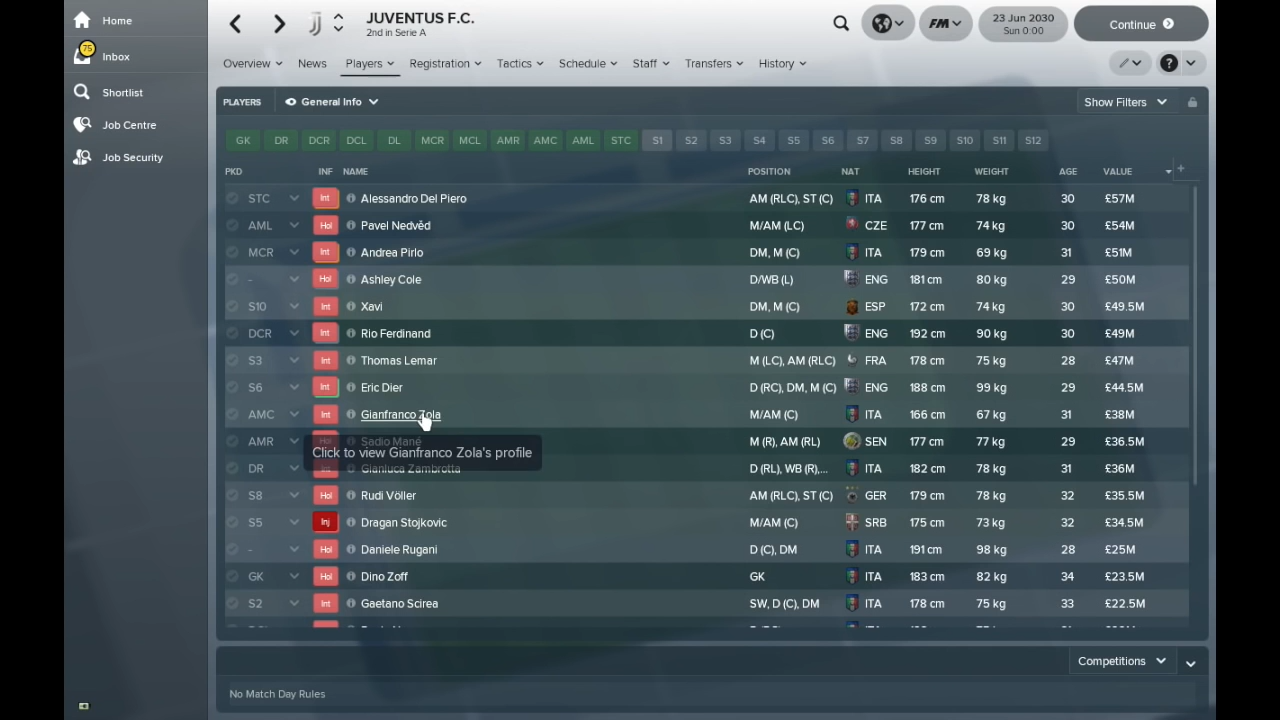 Home
75
Inbox
Shortlist
Job Centre
Job Security
JUVENTUS F.C.
2nd in Serie A
FM
23 Jun 2030
Sun 0:00
Continue
Overview News Players Registration Tactics Schedule Staff Transfers History
?
PLAYERS General Info Show Filters
GK DR DCR DCL DL MCR MCL AMR AMC AML STC S1 S2 S3 S4 S5 S6 S7 S8 S9 S10 S11 S12
PKD INF NAME POSITION NAT HEIGHT WEIGHT AGE VALUE +
STC Int Alessandro Del Piero AM (RLC), ST (C) ITA 176 cm 78 kg 30 £57M
AML Hol Pavel Nedvěd M/AM (LC) CZE 177 cm 74 kg 30 £54M
MCR Int Andrea Pirlo DM, M (C) ITA 179 cm 69 kg 31 £51M
- Hol Ashley Cole D/WB (L) ENG 181 cm 80 kg 29 £50M
S10 Int Xavi DM, M (C) ESP 172 cm 74 kg 30 £49.5M
DCR Int Rio Ferdinand D (C) ENG 192 cm 90 kg 30 £49M
S3 Int Thomas Lemar M (LC), AM (RLC) FRA 178 cm 75 kg 28 £47M
S6 Int Eric Dier D (RC), DM, M (C) ENG 188 cm 99 kg 29 £44.5M
AMC Int Gianfranco Zola M/AM (C) ITA 166 cm 67 kg 31 £38M
AMR Hol Sadio Mané M (R), AM (RL) SEN 177 cm 77 kg 29 £36.5M
Click to view Gianfranco Zola's profile
DR Int Gianluca Zambrotta D (RL), WB (R),... ITA 182 cm 78 kg 31 £36M
S8 Hol Rudi Völler AM (RLC), ST (C) GER 179 cm 78 kg 32 £35.5M
S5 Inj Dragan Stojkovic M/AM (C) SRB 175 cm 73 kg 32 £34.5M
- Hol Daniele Rugani D (C), DM ITA 191 cm 98 kg 28 £25M
GK Hol Dino Zoff GK ITA 183 cm 82 kg 34 £23.5M
S2 Int Gaetano Scirea SW, D (C), DM ITA 178 cm 75 kg 33 £22.5M
Competitions
No Match Day Rules